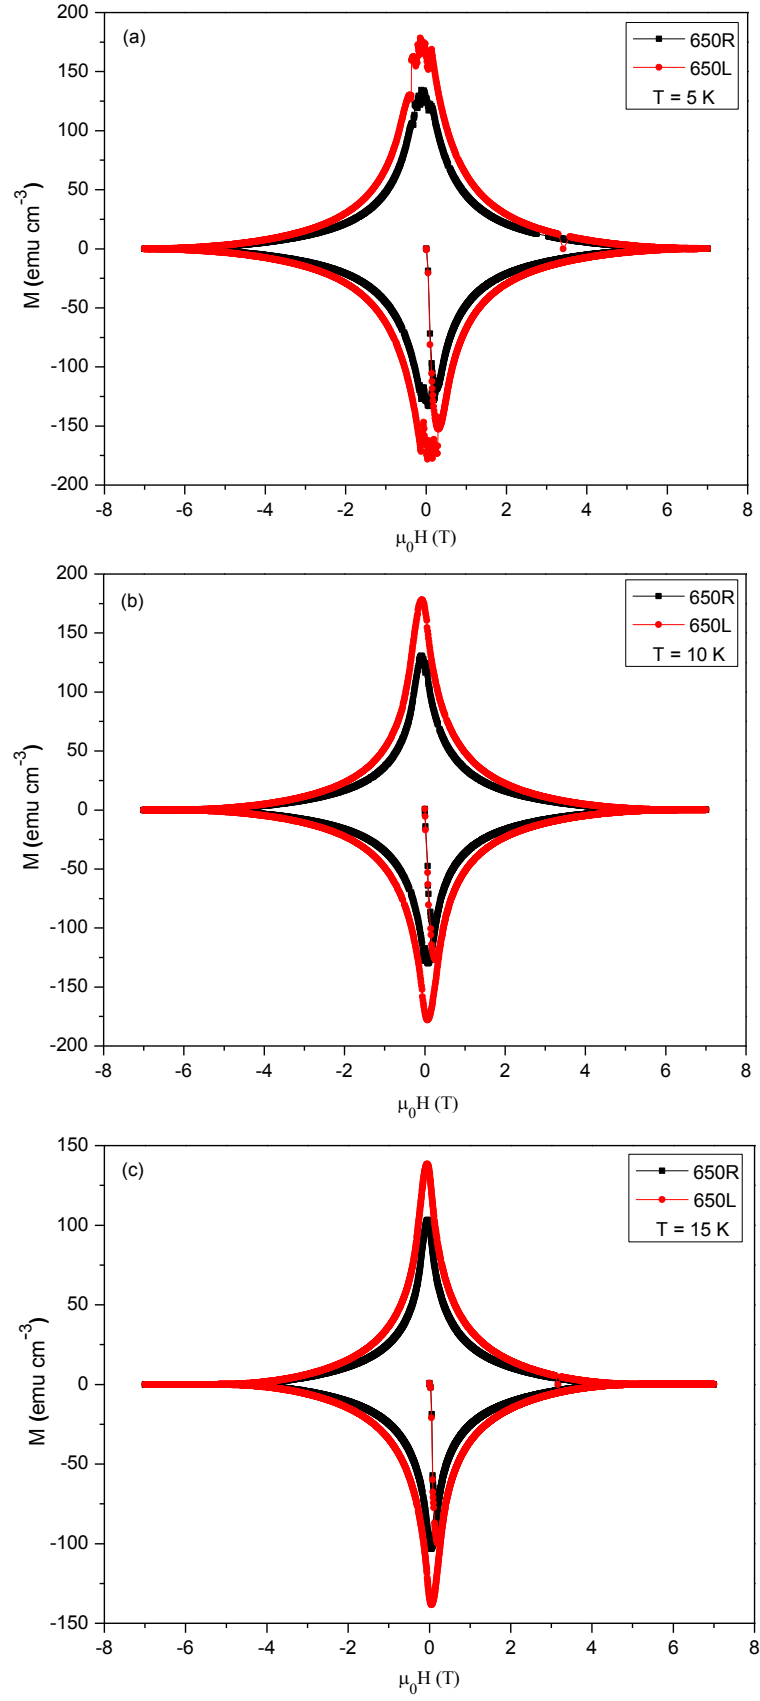 (a)
650R
650L
T = 5 K
200
150
100
50
0
-50
-100
-150
-200
M (emu cm-3)
-8 -6 -4 -2 0 2 4 6 8
μ0H (T)
(b)
650R
650L
T = 10 K
200
150
100
50
0
-50
-100
-150
-200
M (emu cm-3)
-8 -6 -4 -2 0 2 4 6 8
μ0H (T)
(c)
650R
650L
T = 15 K
150
100
50
0
-50
-100
-150
M (emu cm-3)
-8 -6 -4 -2 0 2 4 6 8
μ0H (T)